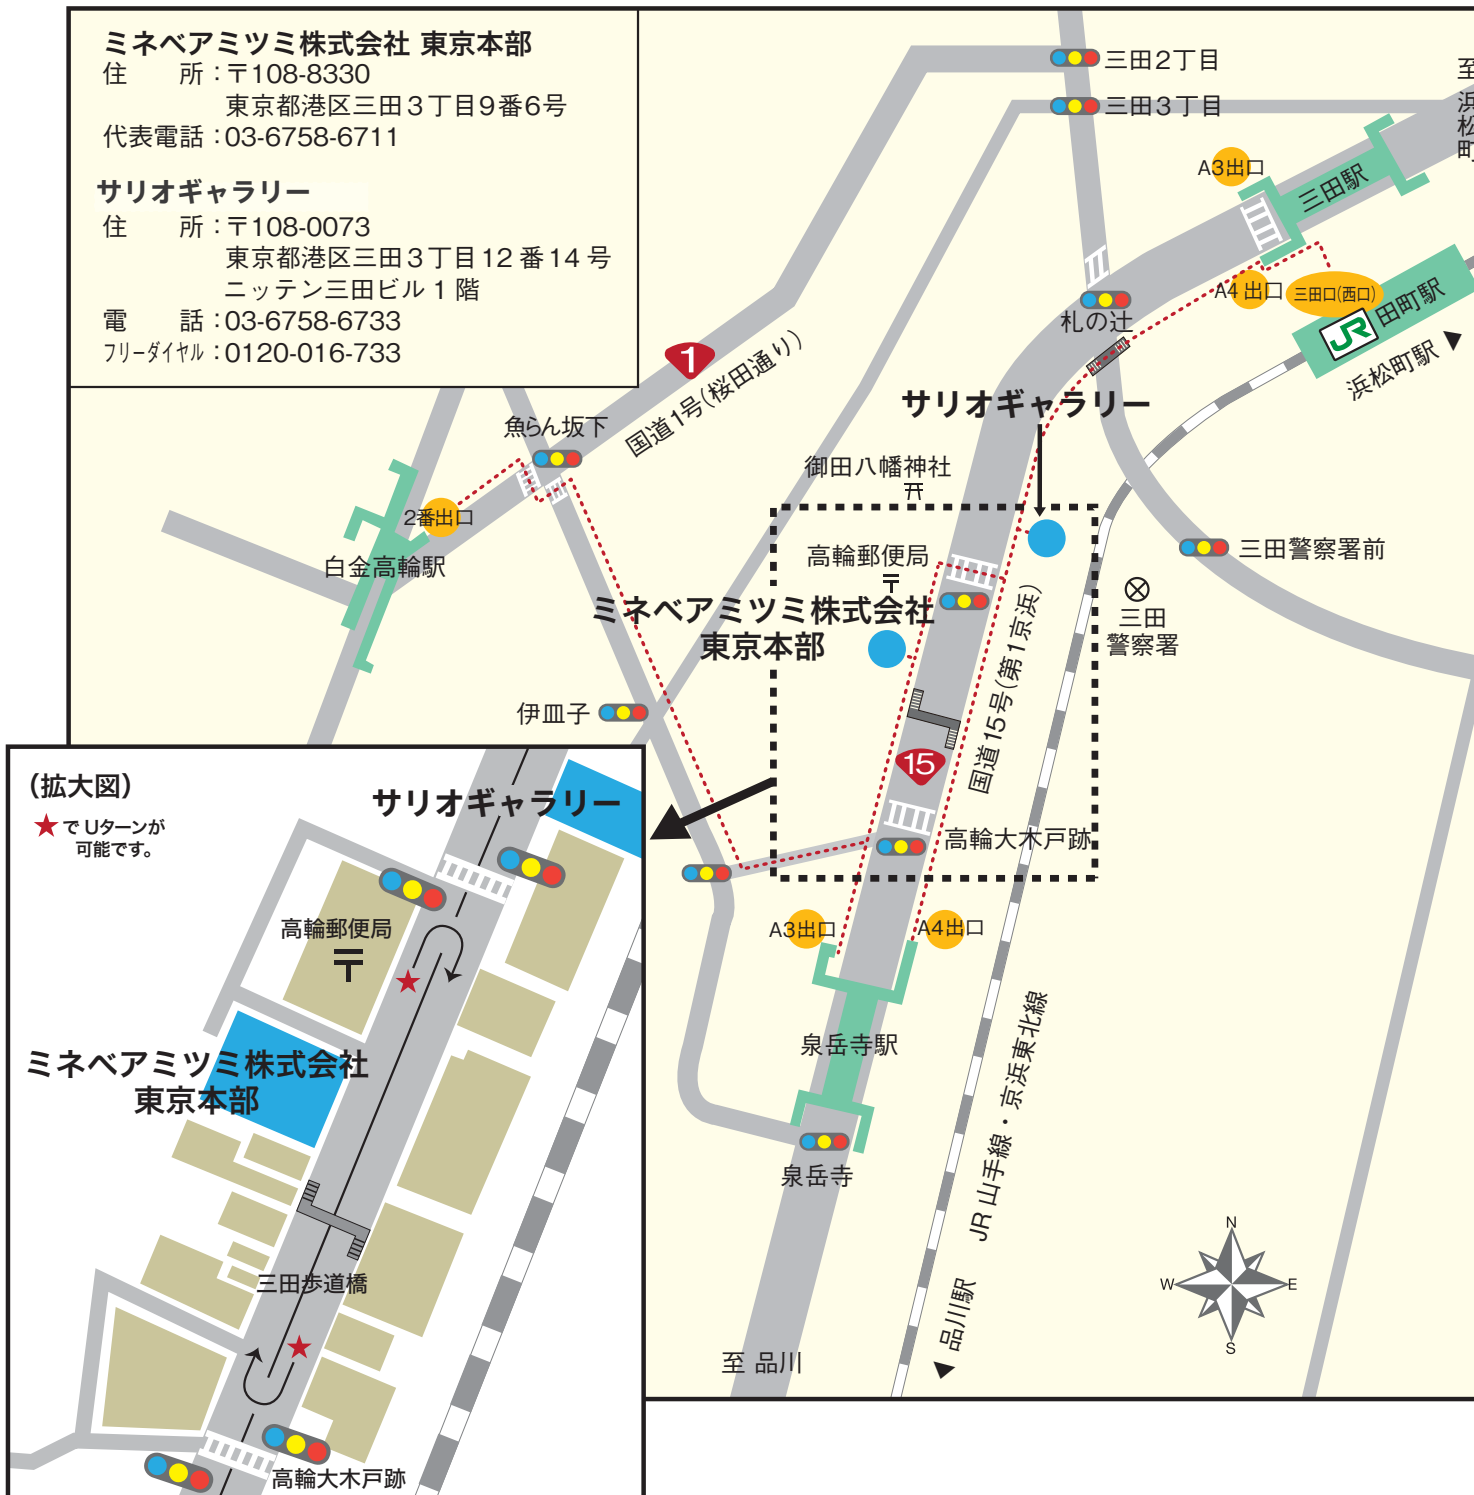 ミネベアミツミ株式会社 東京本部
住　　所：〒108-8330
東京都港区三田3丁目9番6号
代表電話：03-6758-6711
サリオギャラリー
住　　所：〒108-0073
東京都港区三田3丁目12番14号
ニッテン三田ビル1階
電　　話：03-6758-6733
フリーダイヤル：0120-016-733
三田2丁目
三田3丁目
至 浜松町
A3出口
三田駅
A4出口
三田口(西口)
田町駅
JR
浜松町駅
札の辻
1
国道1号(桜田通り)
サリオギャラリー
魚らん坂下
御田八幡神社
2番出口
白金高輪駅
高輪郵便局
三田警察署前
三田
警察署
ミネベアミツミ株式会社
東京本部
国道15号(第1京浜)
伊皿子
15
高輪大木戸跡
A3出口
A4出口
泉岳寺駅
JR 山手線・京浜東北線
泉岳寺
品川駅
至 品川
N
W
E
S
(拡大図)
★でUターンが
可能です。
サリオギャラリー
高輪郵便局
ミネベアミツミ株式会社
東京本部
三田歩道橋
高輪大木戸跡